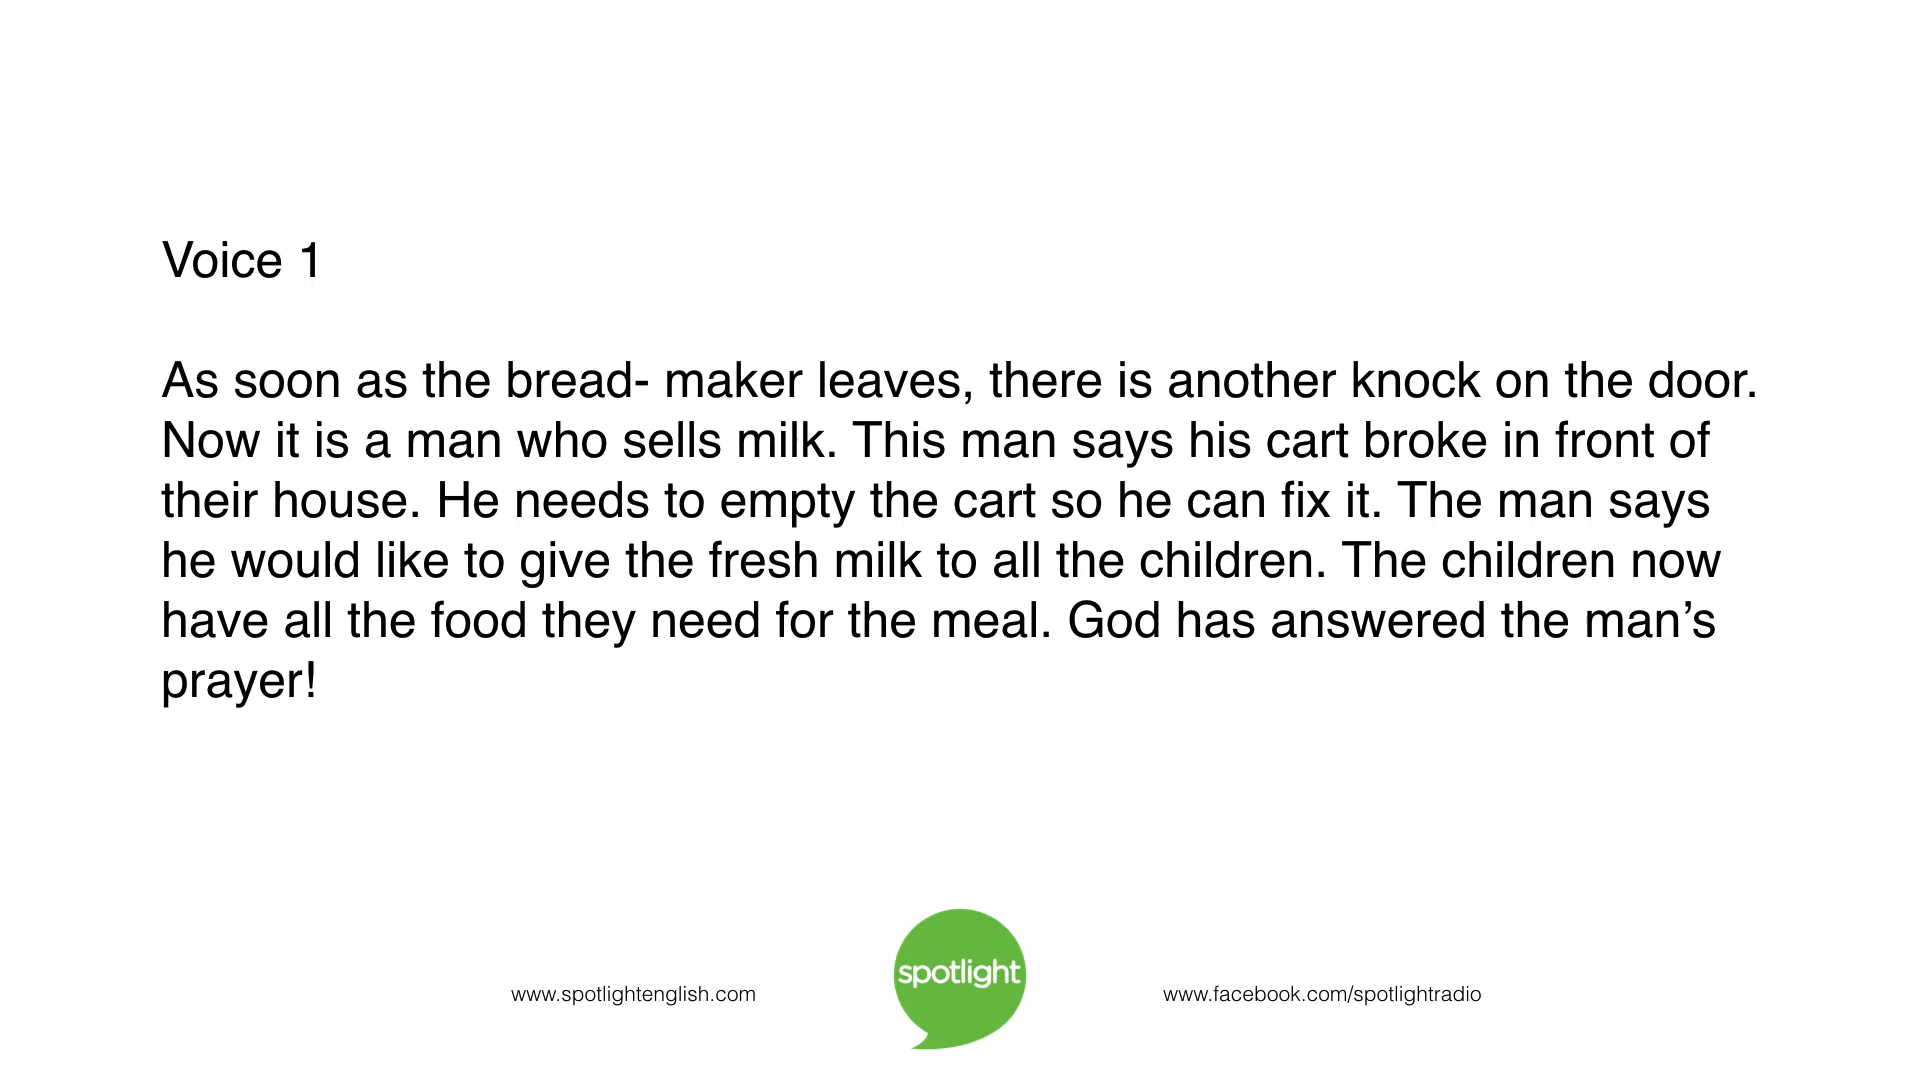 Voice 1
As soon as the bread- maker leaves, there is another knock on the door.
Now it is a man who sells milk. This man says his cart broke in front of
their house. He needs to empty the cart so he can fix it. The man says
he would like to give the fresh milk to all the children. The children now
have all the food they need for the meal. God has answered the man’s
prayer!
spotlight
www.spotlightenglish.com
www.facebook.com/spotlightradio